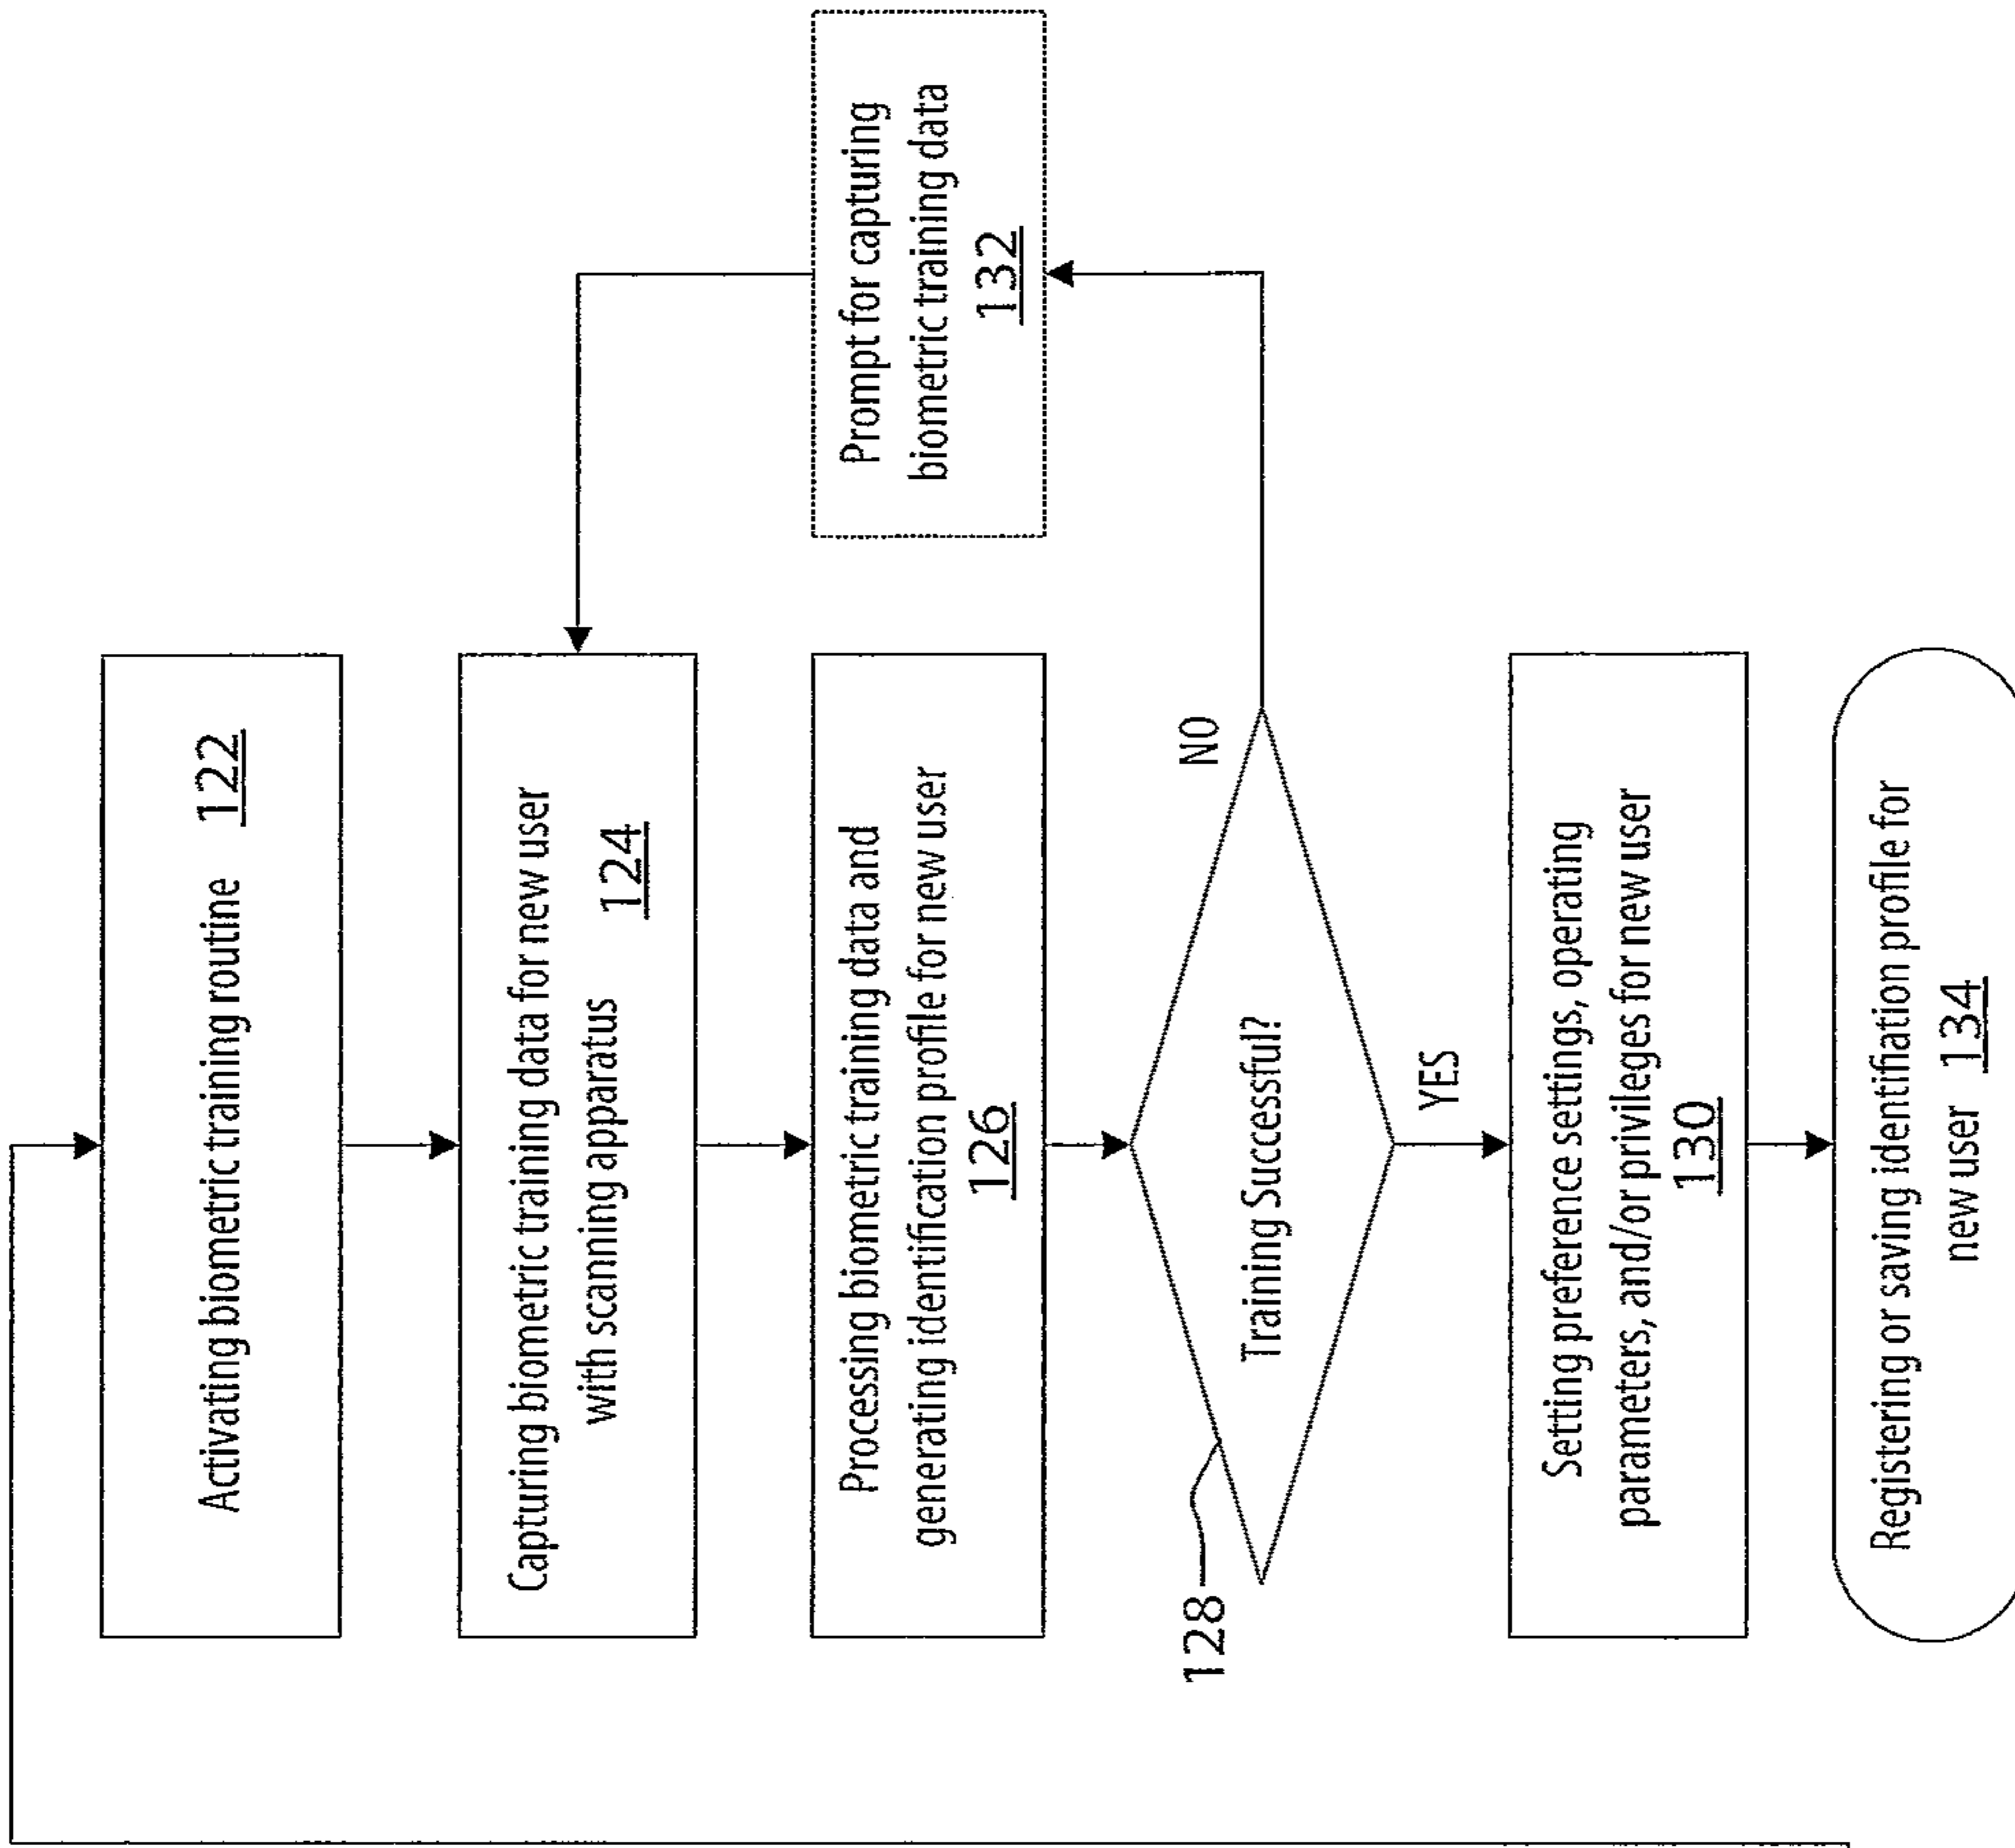 Activating biometric training routine 122
Capturing biometric training data for new user
with scanning apparatus 124
Processing biometric training data and
generating identification profile for new user
126
Prompt for capturing
biometric training data
132
NO
Training Successful?
128
YES
Setting preference settings, operating
parameters, and/or privileges for new user
130
Registering or saving identifiation profile for
new user 134